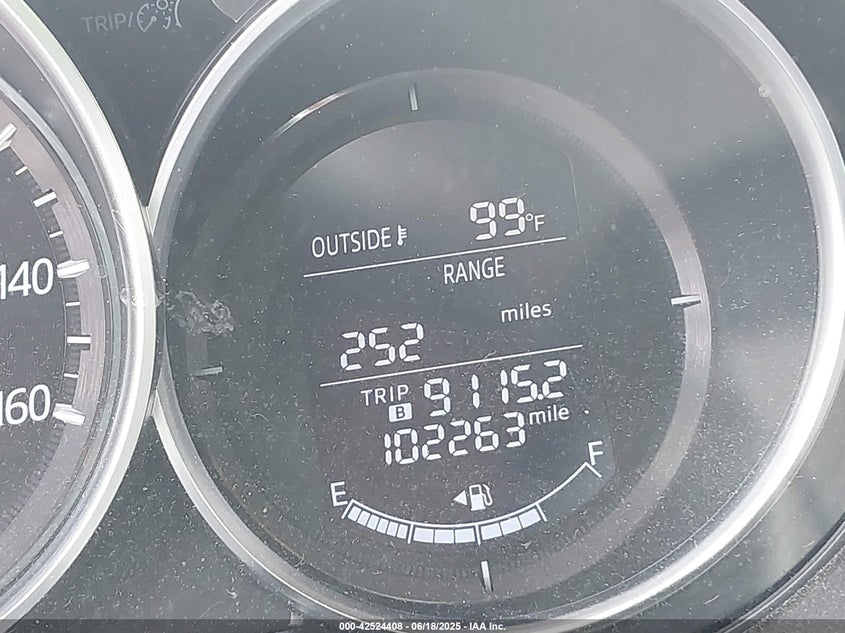 TRIP/
140
160
OUTSIDE 99°F
RANGE
miles
252
TRIP B 9115.2
102263 mile
E F
000-42524408 - 06/18/2025 - IAA Inc.